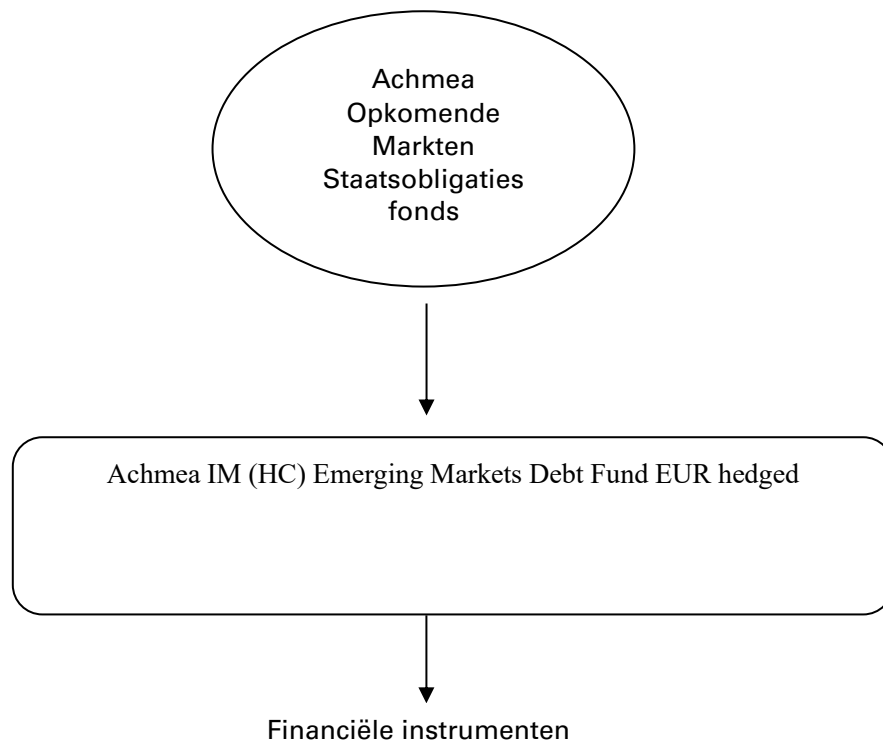 Achmea
Opkomende
Markten
Staatsobligaties
fonds
Achmea IM (HC) Emerging Markets Debt Fund EUR hedged
Financiële instrumenten